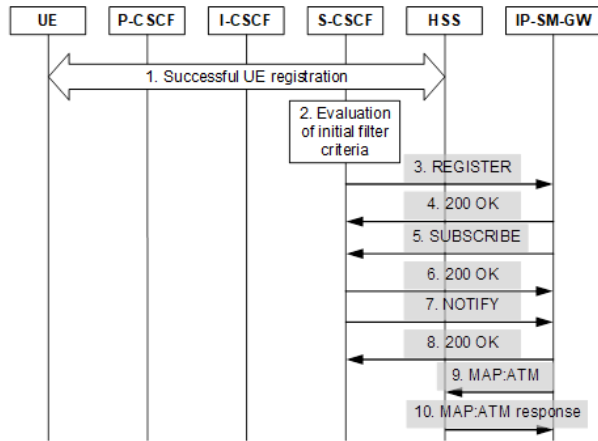 UE P-CSCF I-CSCF S-CSCF HSS IP-SM-GW
1. Successful UE registration
2. Evaluation
of initial filter
criteria
3. REGISTER
4. 200 OK
5. SUBSCRIBE
6. 200 OK
7. NOTIFY
8. 200 OK
9. MAP:ATM
10. MAP:ATM response